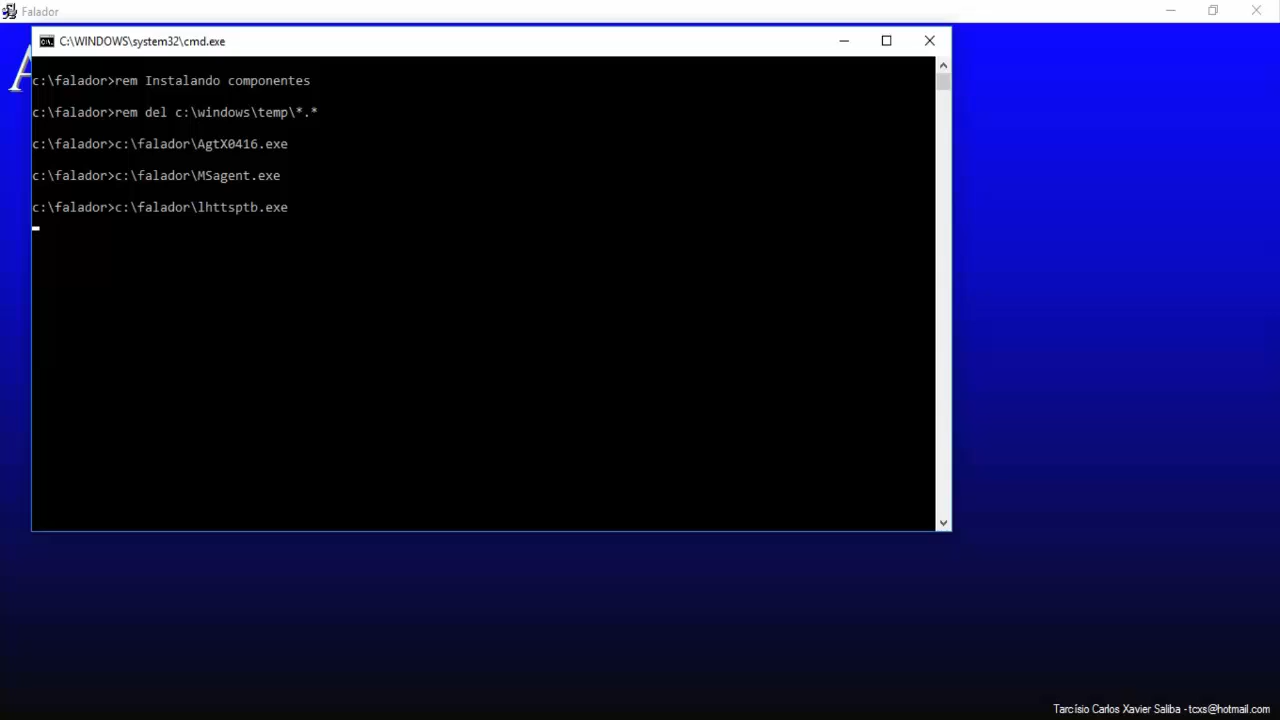 Falador
C:\WINDOWS\system32\cmd.exe
A
c:\falador>rem Instalando componentes
c:\falador>rem del c:\windows\temp\*.*
c:\falador>c:\falador\AgtX0416.exe
c:\falador>c:\falador\MSagent.exe
c:\falador>c:\falador\lhttsptb.exe
Tarcísio Carlos Xavier Saliba - tcxs@hotmail.com